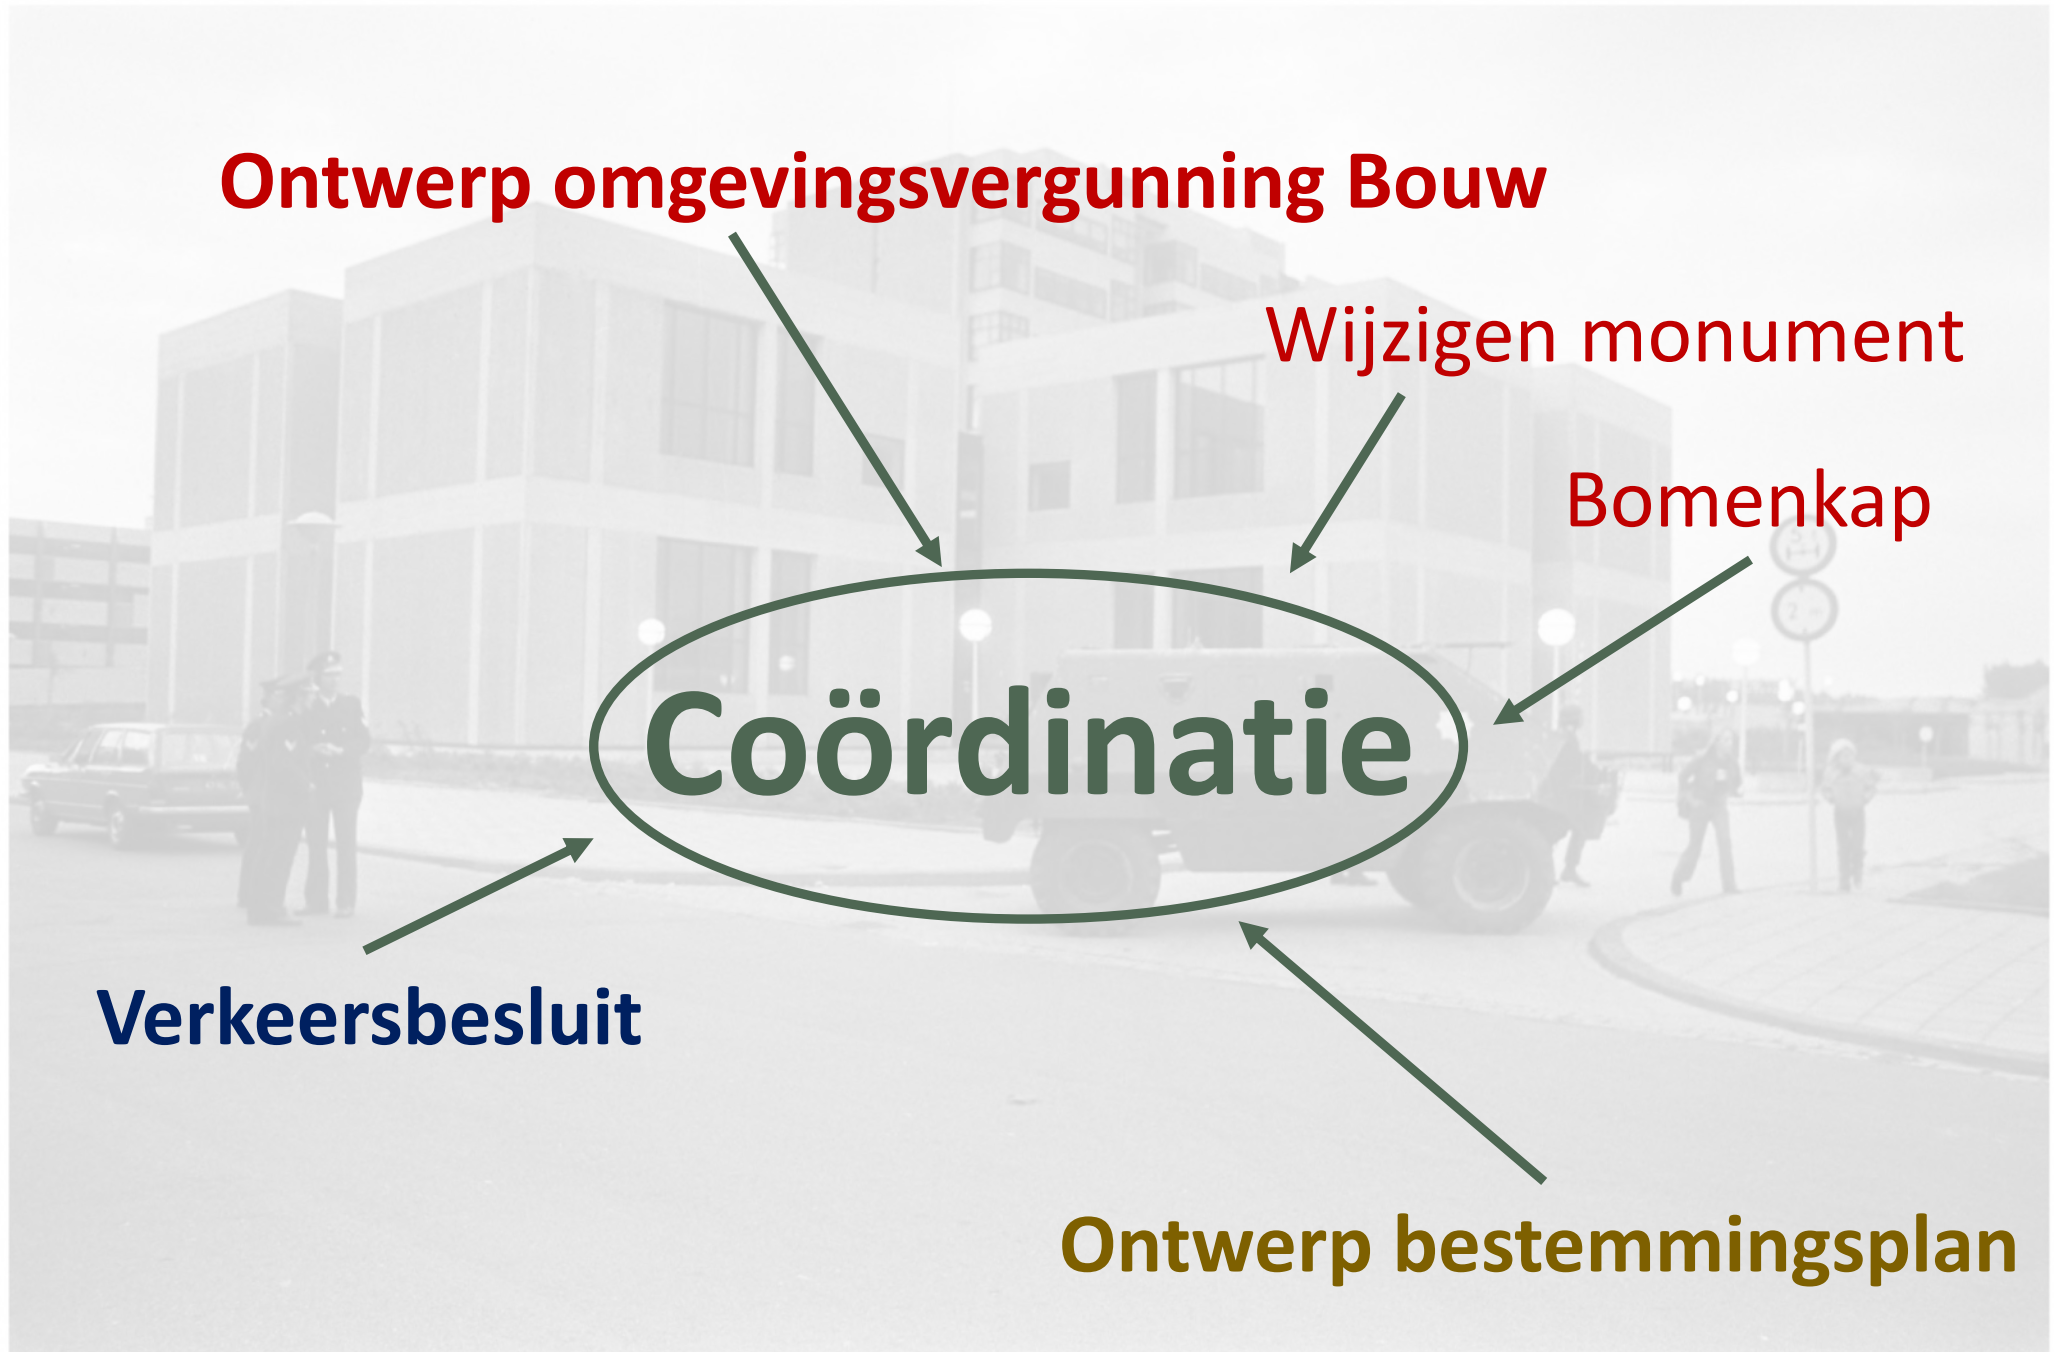 Ontwerp omgevingsvergunning Bouw
Wijzigen monument
Bomenkap
Coördinatie
Verkeersbesluit
Ontwerp bestemmingsplan